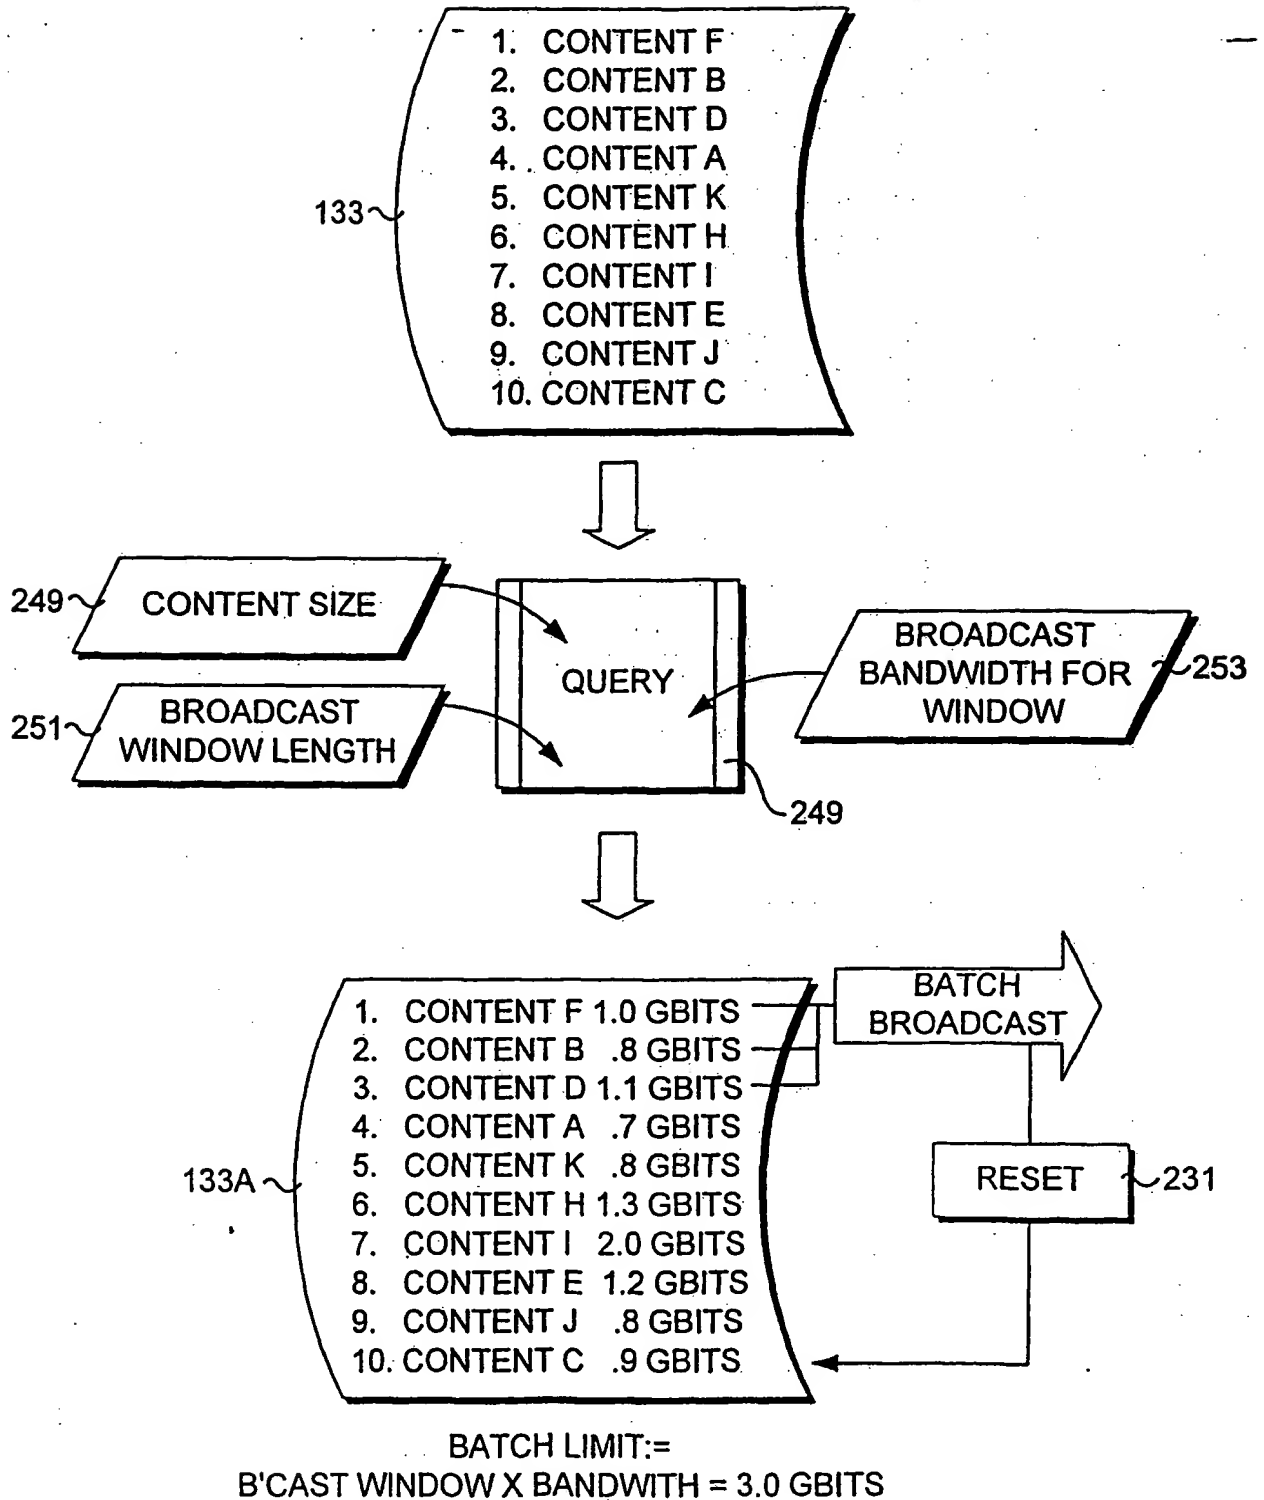 1. CONTENT F
2. CONTENT B
3. CONTENT D
4. CONTENT A
5. CONTENT K
6. CONTENT H
7. CONTENT I
8. CONTENT E
9. CONTENT J
10. CONTENT C
133
249
CONTENT SIZE
251
BROADCAST
WINDOW LENGTH
QUERY
BROADCAST
BANDWIDTH FOR
WINDOW
253
249
1. CONTENT F 1.0 GBITS
2. CONTENT B .8 GBITS
3. CONTENT D 1.1 GBITS
4. CONTENT A .7 GBITS
5. CONTENT K .8 GBITS
6. CONTENT H 1.3 GBITS
7. CONTENT I 2.0 GBITS
8. CONTENT E 1.2 GBITS
9. CONTENT J .8 GBITS
10. CONTENT C .9 GBITS
133A
BATCH
BROADCAST
RESET
231
BATCH LIMIT:=
B'CAST WINDOW X BANDWITH = 3.0 GBITS